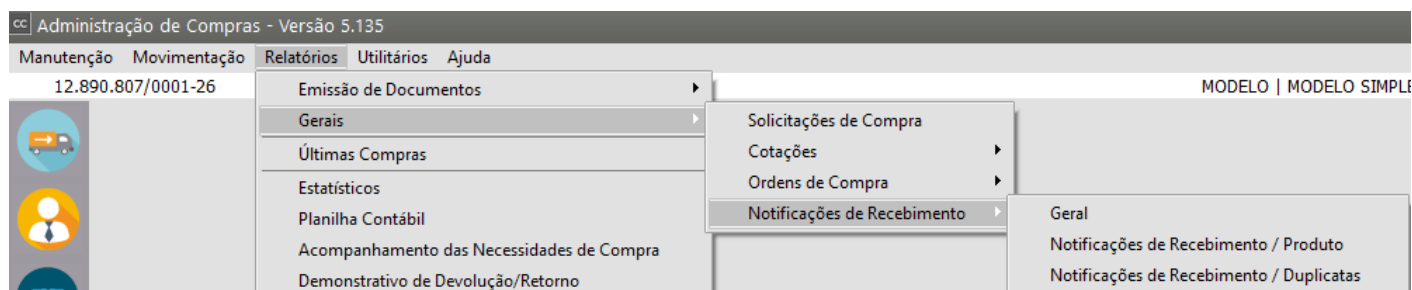 cc Administração de Compras - Versão 5.135
Manutenção Movimentação Relatórios Utilitários Ajuda
12.890.807/0001-26
MODELO | MODELO SIMPLE
Emissão de Documentos
Gerais
Últimas Compras
Estatísticos
Planilha Contábil
Acompanhamento das Necessidades de Compra
Demonstrativo de Devolução/Retorno
Solicitações de Compra
Cotações
Ordens de Compra
Notificações de Recebimento
Geral
Notificações de Recebimento / Produto
Notificações de Recebimento / Duplicatas